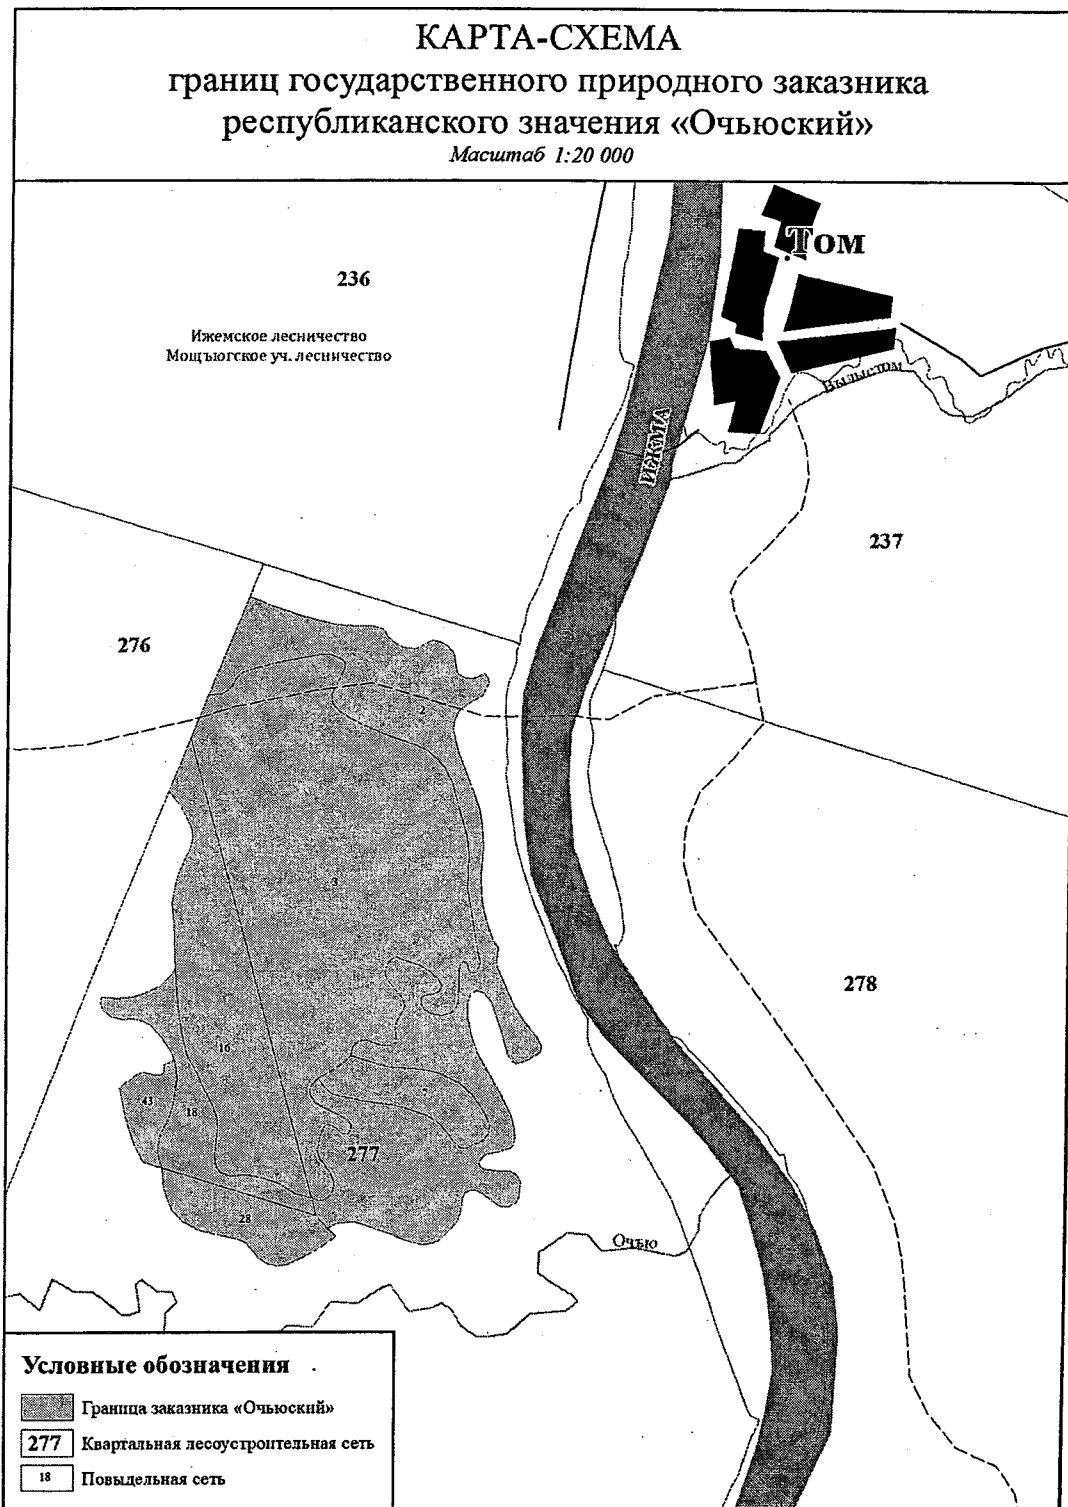 КАРТА-СХЕМА
границ государственного природного заказника
республиканского значения «Очьюский»
Масштаб 1:20 000
Том
236
Ижемское лесничество
Мощъюгское уч. лесничество
Вылыстом
ИЖМА
237
276
2
3
278
16
7
43
18
277
28
Очью
Условные обозначения
Граница заказника «Очьюский»
277 Квартальная лесоустроительная сеть
18 Повыдельная сеть